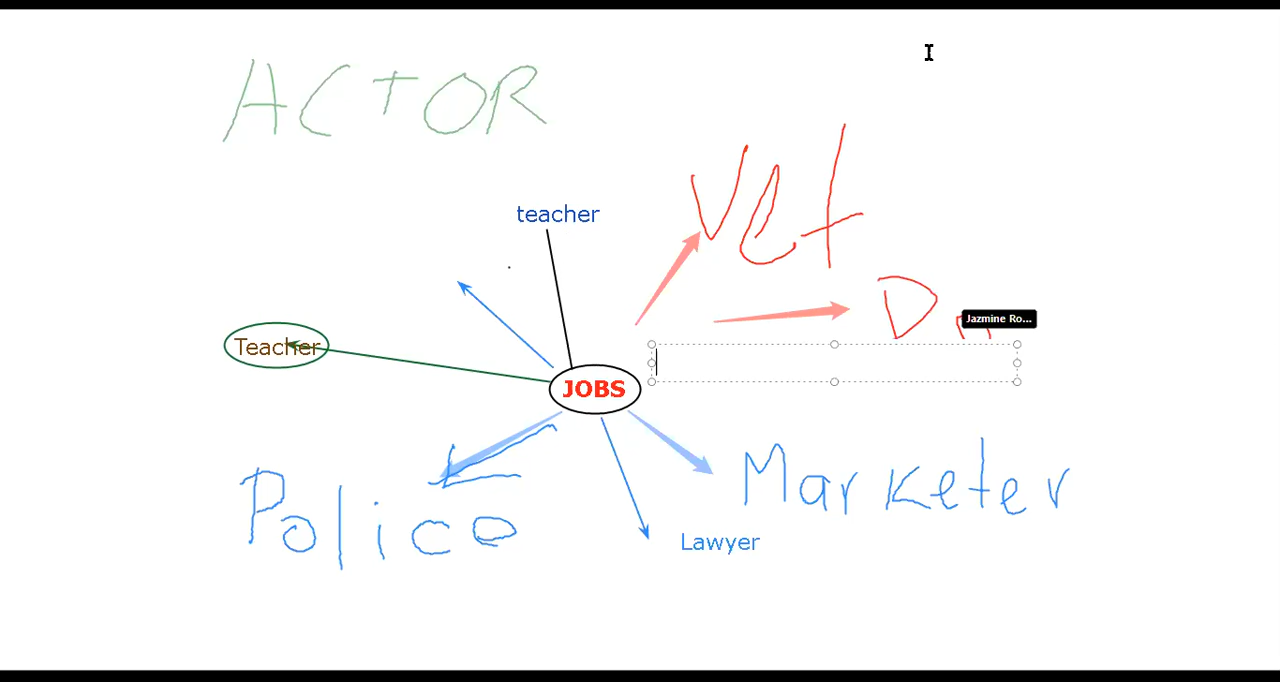 ACTOR
teacher
Vet
Jazmine Ro...
Teacher
JOBS
Police
Marketer
Lawyer